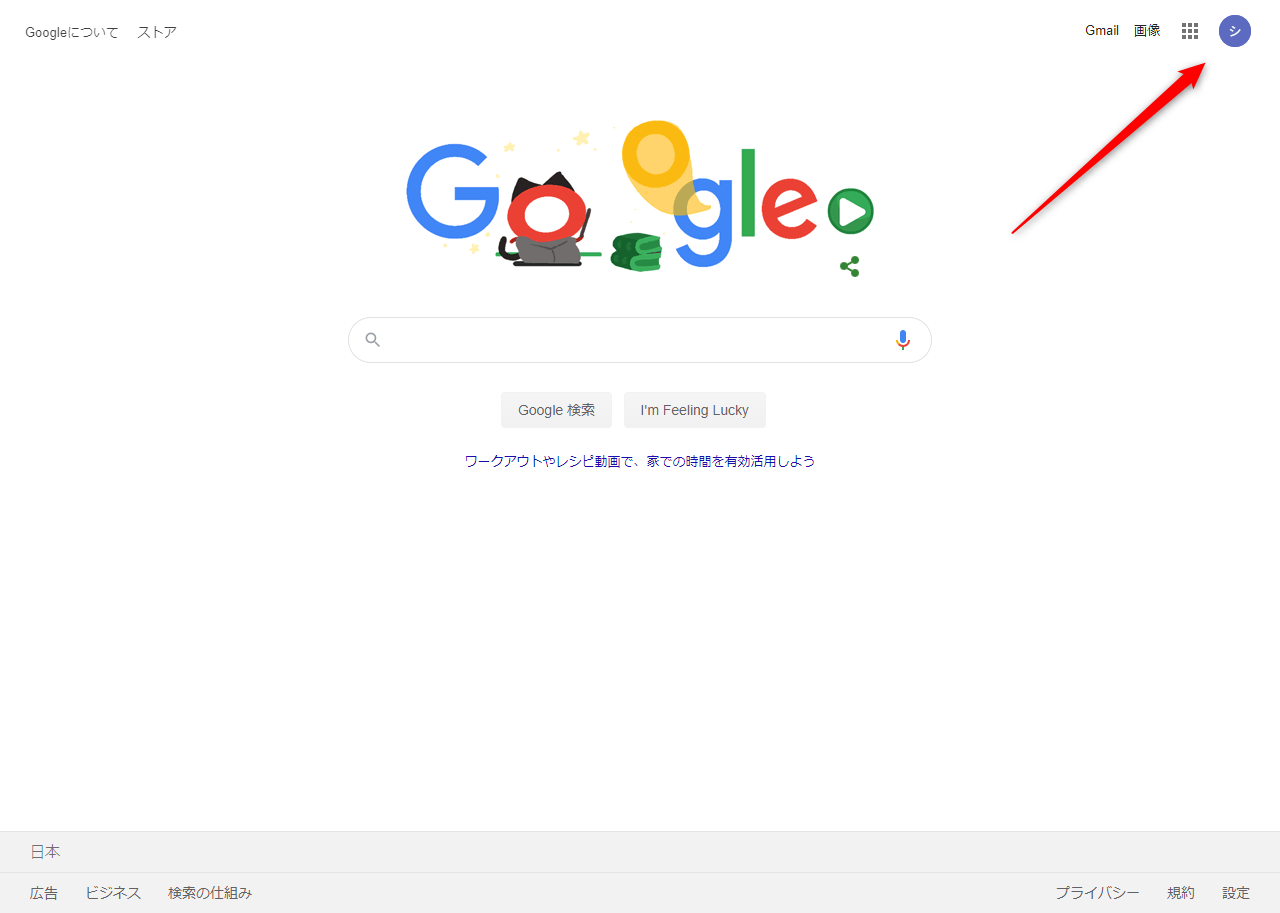 Googleについて ストア Gmail 画像 シ
Google
Google 検索 I'm Feeling Lucky
ワークアウトやレシピ動画で、家での時間を有効活用しよう
日本
広告 ビジネス 検索の仕組み プライバシー 規約 設定